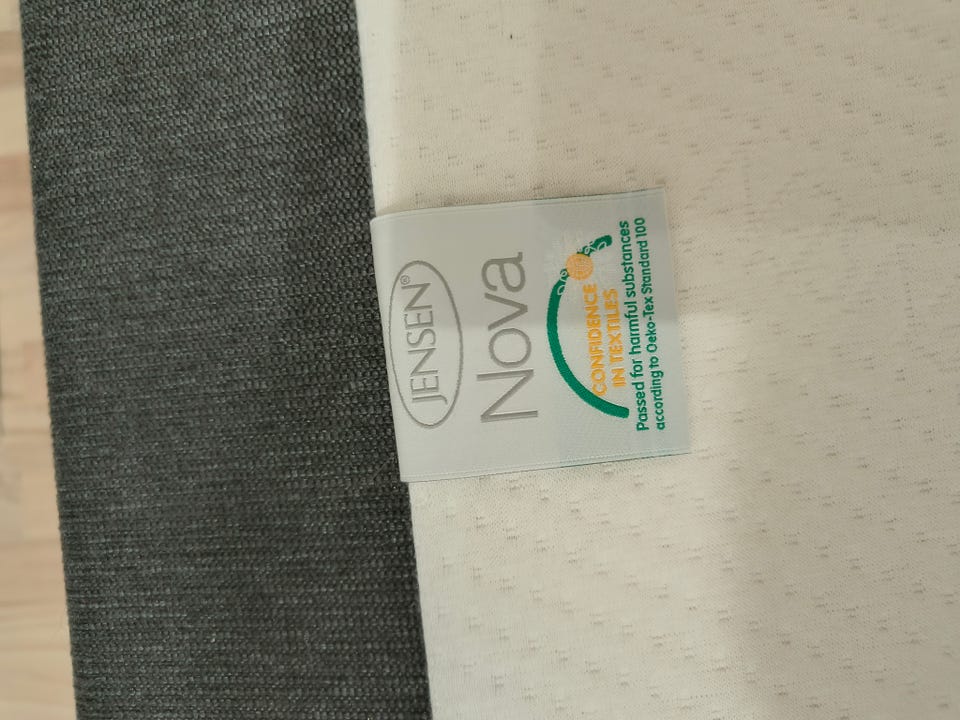 JENSEN®
Nova
CONFIDENCE
IN TEXTILES
Passed for harmful substances
according to Oeko-Tex Standard 100